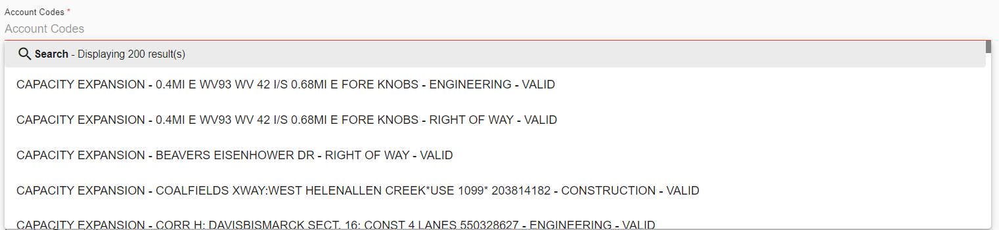 Account Codes *
Account Codes
Search - Displaying 200 result(s)
CAPACITY EXPANSION - 0.4MI E WV93 WV 42 I/S 0.68MI E FORE KNOBS - ENGINEERING - VALID
CAPACITY EXPANSION - 0.4MI E WV93 WV 42 I/S 0.68MI E FORE KNOBS - RIGHT OF WAY - VALID
CAPACITY EXPANSION - BEAVERS EISENHOWER DR - RIGHT OF WAY - VALID
CAPACITY EXPANSION - COALFIELDS XWAY:WEST HELENALLEN CREEK*USE 1099* 203814182 - CONSTRUCTION - VALID
CAPACITY EXPANSION - CORR H: DAVISBISMARCK SECT. 16: CONST 4 LANES 550328627 - ENGINEERING - VALID